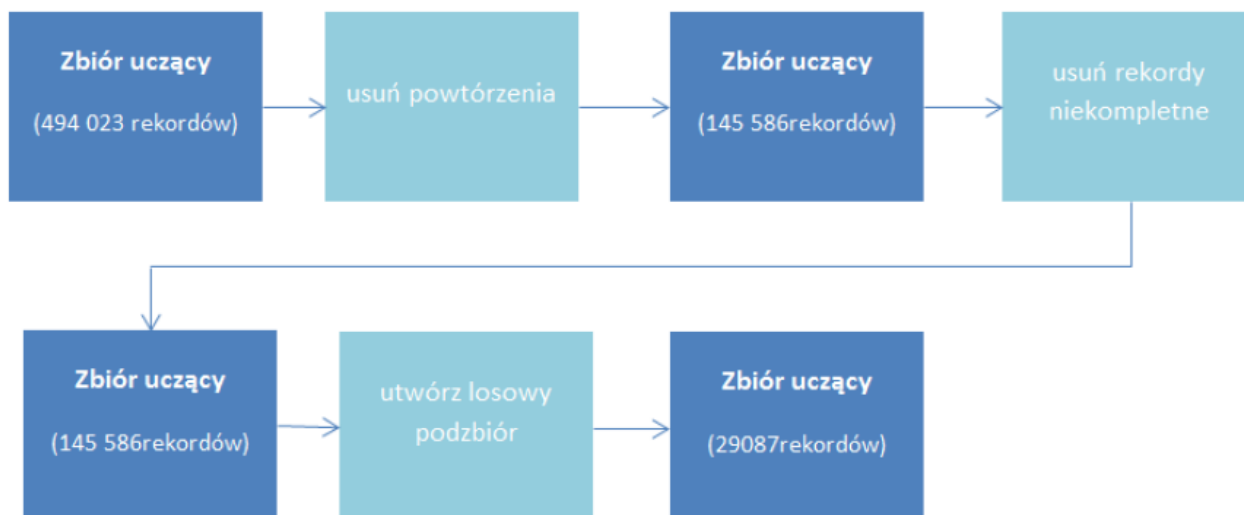 Zbiór uczący
(494 023 rekordów)
usuń powtórzenia
Zbiór uczący
(145 586rekordów)
usuń rekordy
niekompletne
Zbiór uczący
(145 586rekordów)
utwórz losowy
podzbiór
Zbiór uczący
(29087rekordów)